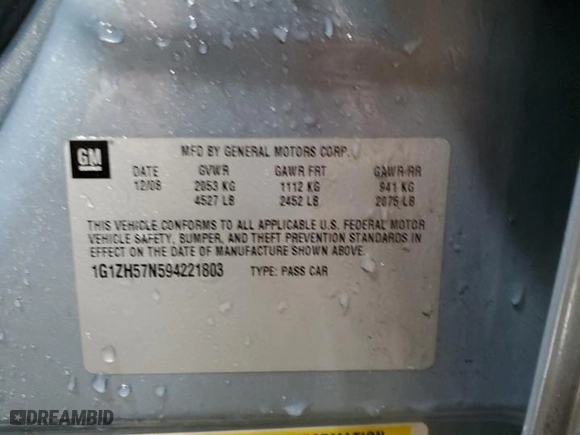 GM
MFD BY GENERAL MOTORS CORP.
DATE GVWR GAWR FRT GAWR RR
12/08 2053 KG 1112 KG 941 KG
4527 LB 2452 LB 2075 LB
THIS VEHICLE CONFORMS TO ALL APPLICABLE U.S. FEDERAL MOTOR
VEHICLE SAFETY, BUMPER, AND THEFT PREVENTION STANDARDS IN
EFFECT ON THE DATE OF MANUFACTURE SHOWN ABOVE.
1G1ZH57N594221803 TYPE: PASS CAR
INFORMATION
DREAMBID